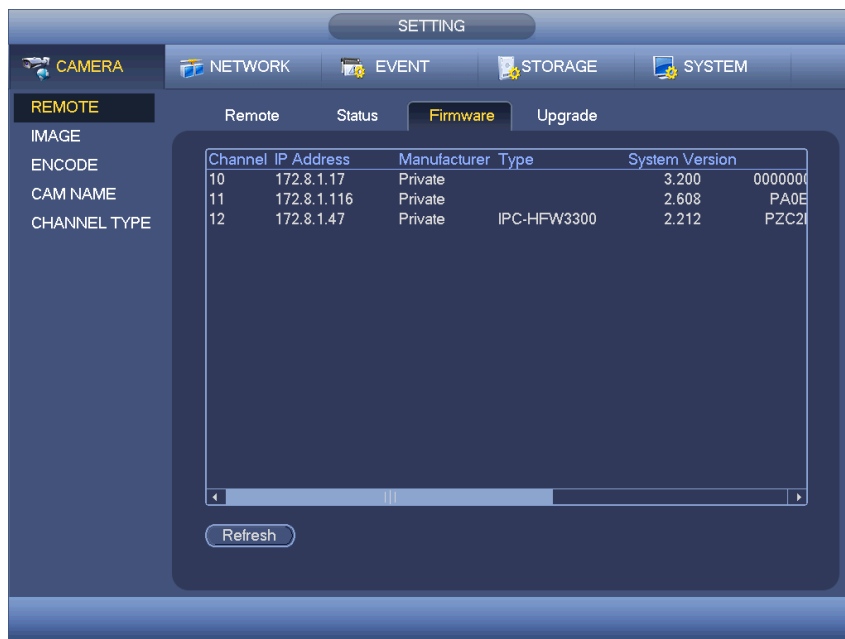 SETTING
CAMERA NETWORK EVENT STORAGE SYSTEM
REMOTE
IMAGE
ENCODE
CAM NAME
CHANNEL TYPE
Remote Status Firmware Upgrade
Channel IP Address Manufacturer Type System Version
10 172.8.1.17 Private 3.200
11 172.8.1.116 Private 2.608
12 172.8.1.47 Private IPC-HFW3300 2.212
Refresh